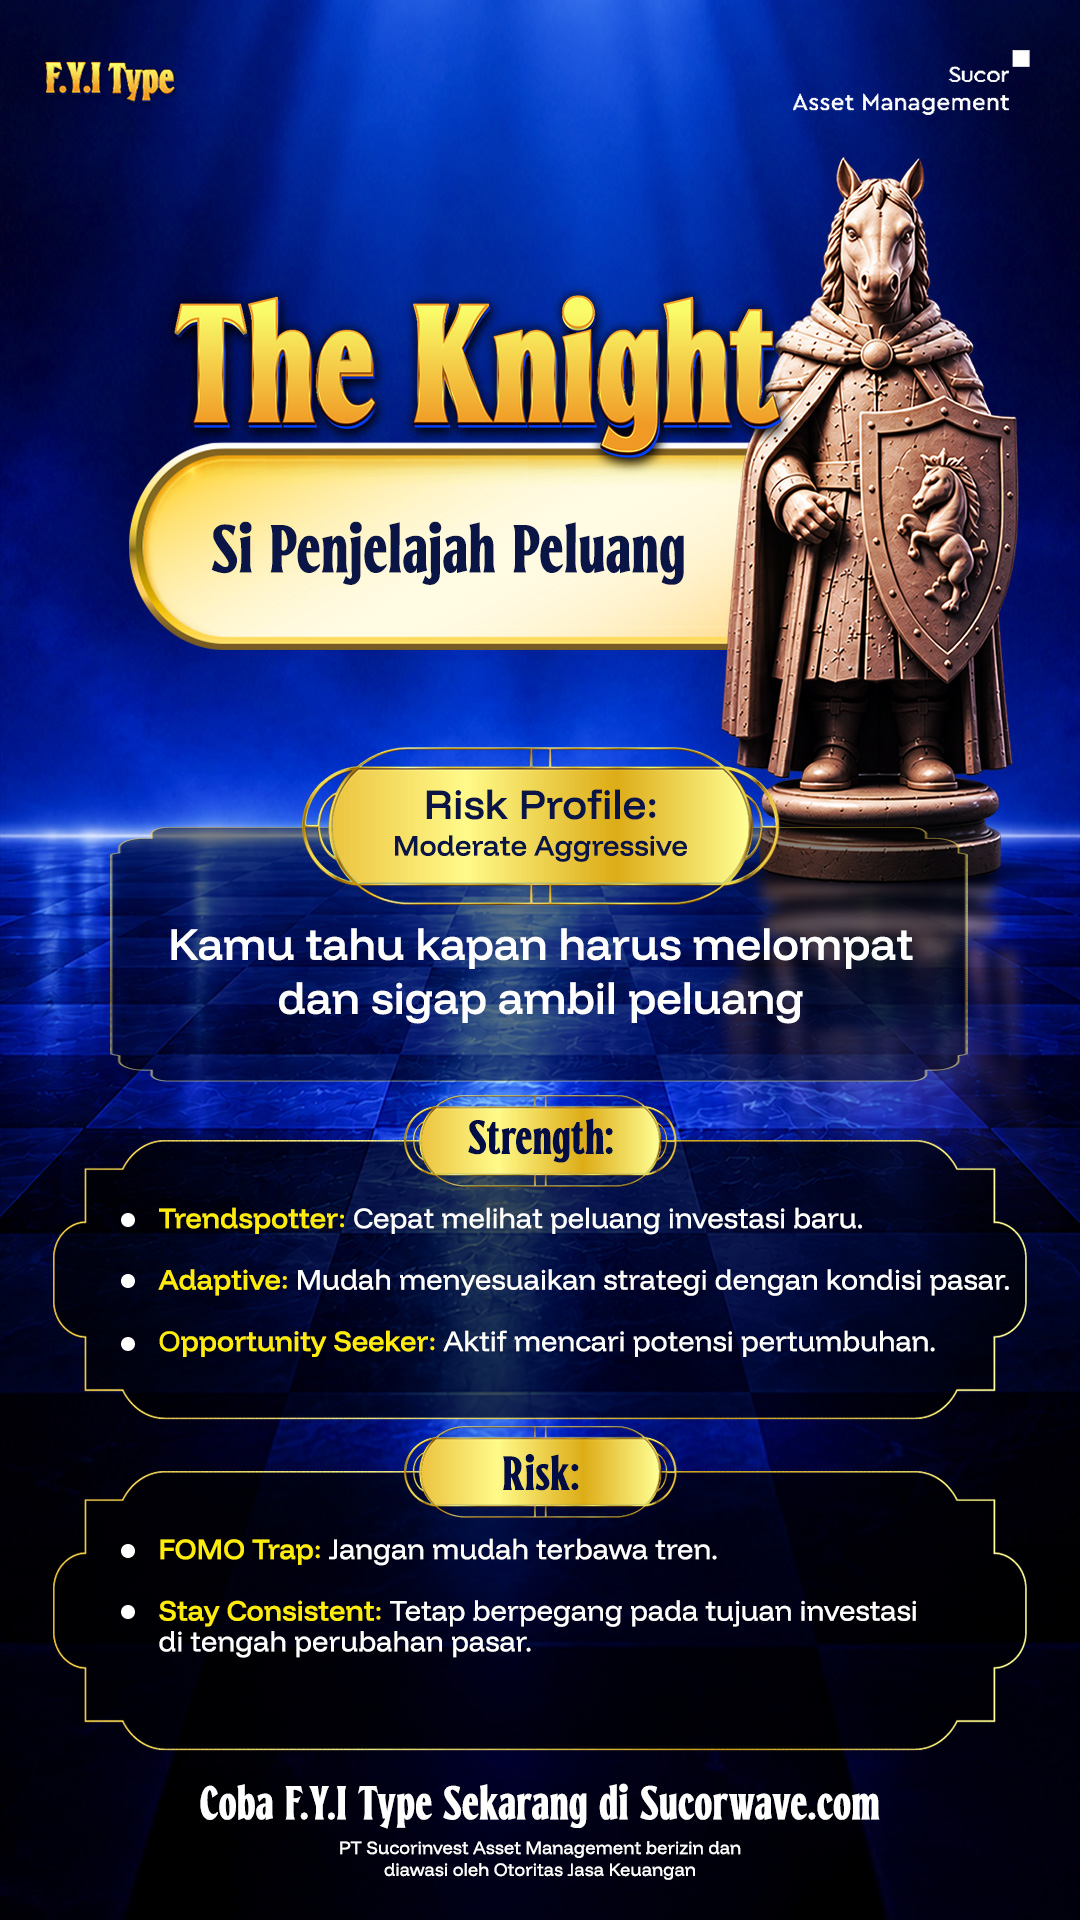 F.Y.I Type
Sucor
Asset Management
The Knight
Si Penjelajah Peluang
Risk Profile:
Moderate Aggressive
Kamu tahu kapan harus melompat
dan sigap ambil peluang
Strength:
Trendspotter: Cepat melihat peluang investasi baru.
Adaptive: Mudah menyesuaikan strategi dengan kondisi pasar.
Opportunity Seeker: Aktif mencari potensi pertumbuhan.
Risk:
FOMO Trap: Jangan mudah terbawa tren.
Stay Consistent: Tetap berpegang pada tujuan investasi
di tengah perubahan pasar.
Coba F.Y.I Type Sekarang di Sucorwave.com
PT Sucorinvest Asset Management berizin dan
diawasi oleh Otoritas Jasa Keuangan